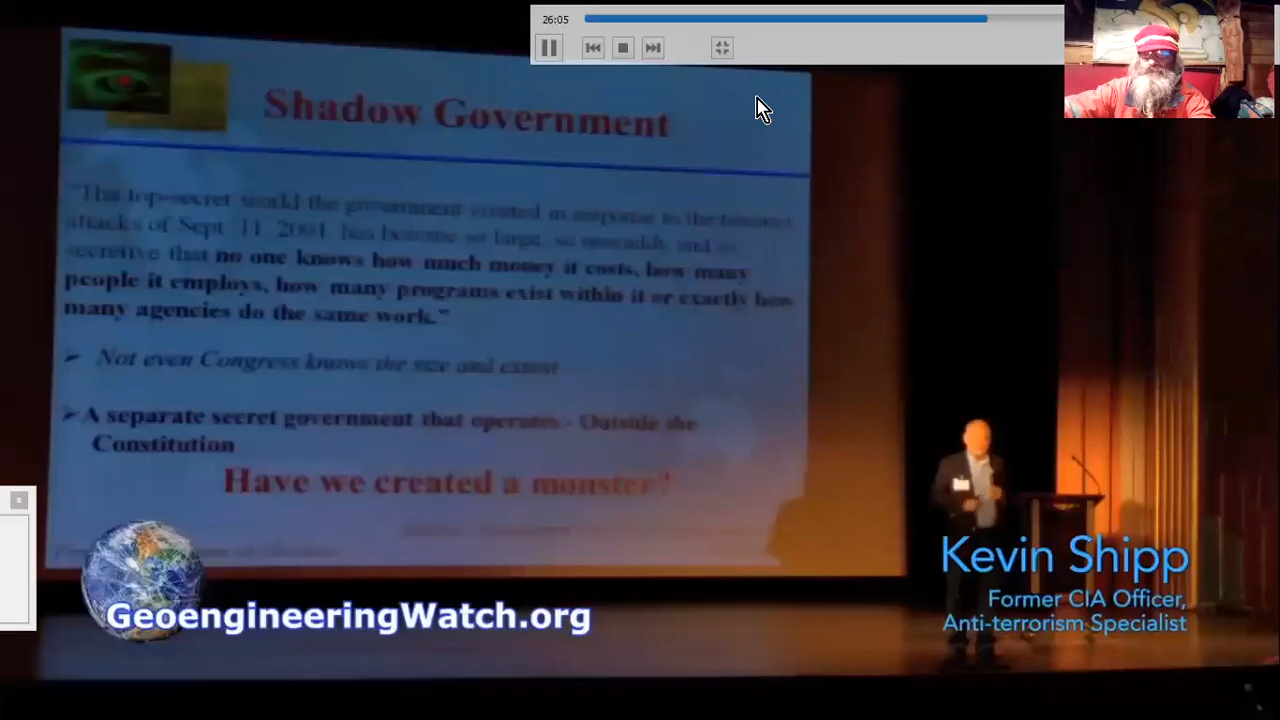 26:05
Shadow Government
"The top-secret world the government created in response to the terrorist
attacks of Sept. 11, 2001, has become so large, so unwieldy and so
secretive that no one knows how much money it costs, how many
people it employs, how many programs exist within it or exactly how
many agencies do the same work."
Not even Congress knows the size and extent
A separate secret government that operates - Outside the
Constitution
Have we created a monster?
GeoengineeringWatch.org
Kevin Shipp
Former CIA Officer,
Anti-terrorism Specialist